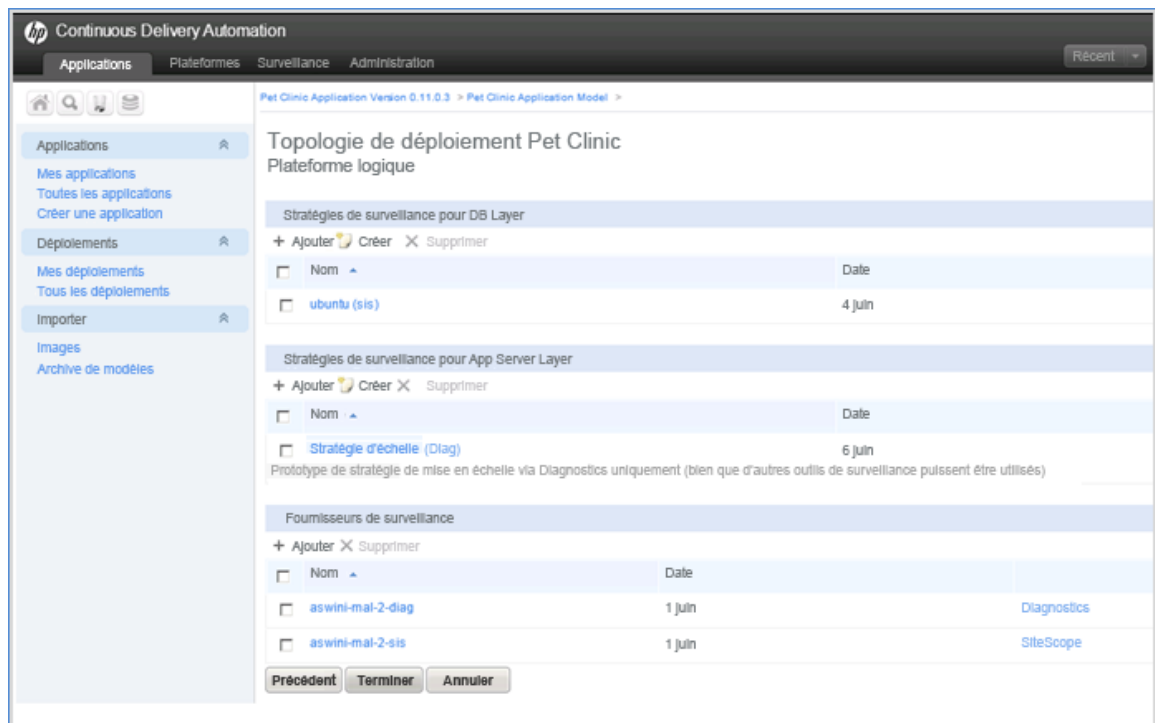 hp Continuous Delivery Automation
Applications Plateformes Surveillance Administration
Récent
Pet Clinic Application Version 0.11.0.3 > Pet Clinic Application Model >
Applications
Mes applications
Toutes les applications
Créer une application
Déploiements
Mes déploiements
Tous les déploiements
Importer
Images
Archive de modèles
Topologie de déploiement Pet Clinic
Plateforme logique
Stratégies de surveillance pour DB Layer
+ Ajouter Créer Supprimer
Nom Date
ubuntu (sis) 4 juin
Stratégies de surveillance pour App Server Layer
+ Ajouter Créer Supprimer
Nom Date
Stratégie d'échelle (Diag) 6 juin
Prototype de stratégie de mise en échelle via Diagnostics uniquement (bien que d'autres outils de surveillance puissent être utilisés)
Fournisseurs de surveillance
+ Ajouter Supprimer
Nom Date
aswini-mal-2-diag 1 juin Diagnostics
aswini-mal-2-sis 1 juin SiteScope
Précédent Terminer Annuler